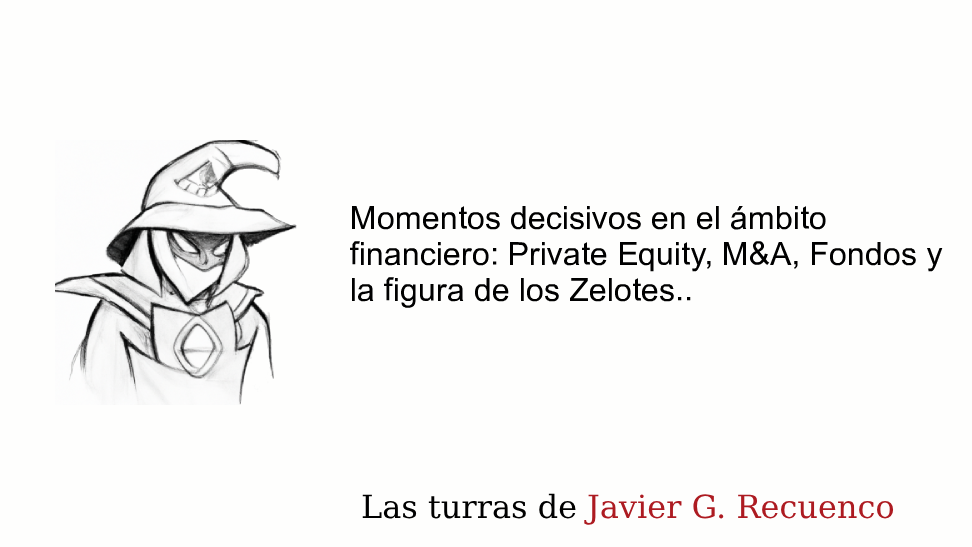 Momentos decisivos en el ámbito
financiero: Private Equity, M&A, Fondos y
la figura de los Zelotes..
Las turras de Javier G. Recuenco